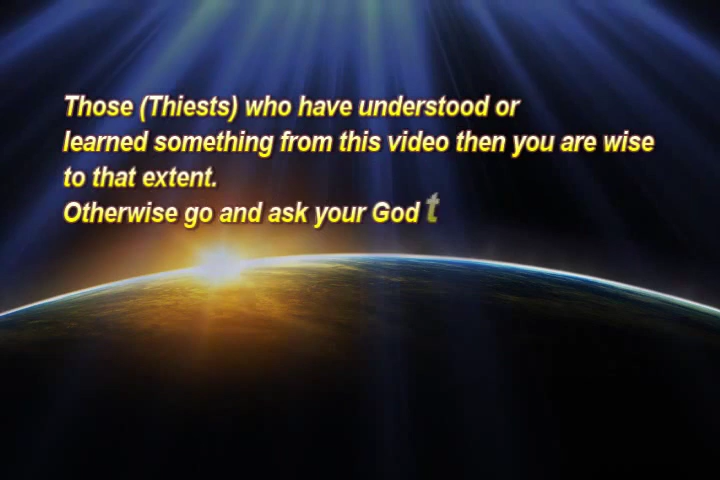 Those (Thiests) who have understood or
learned something from this video then you are wise
to that extent.
Otherwise go and ask your God t